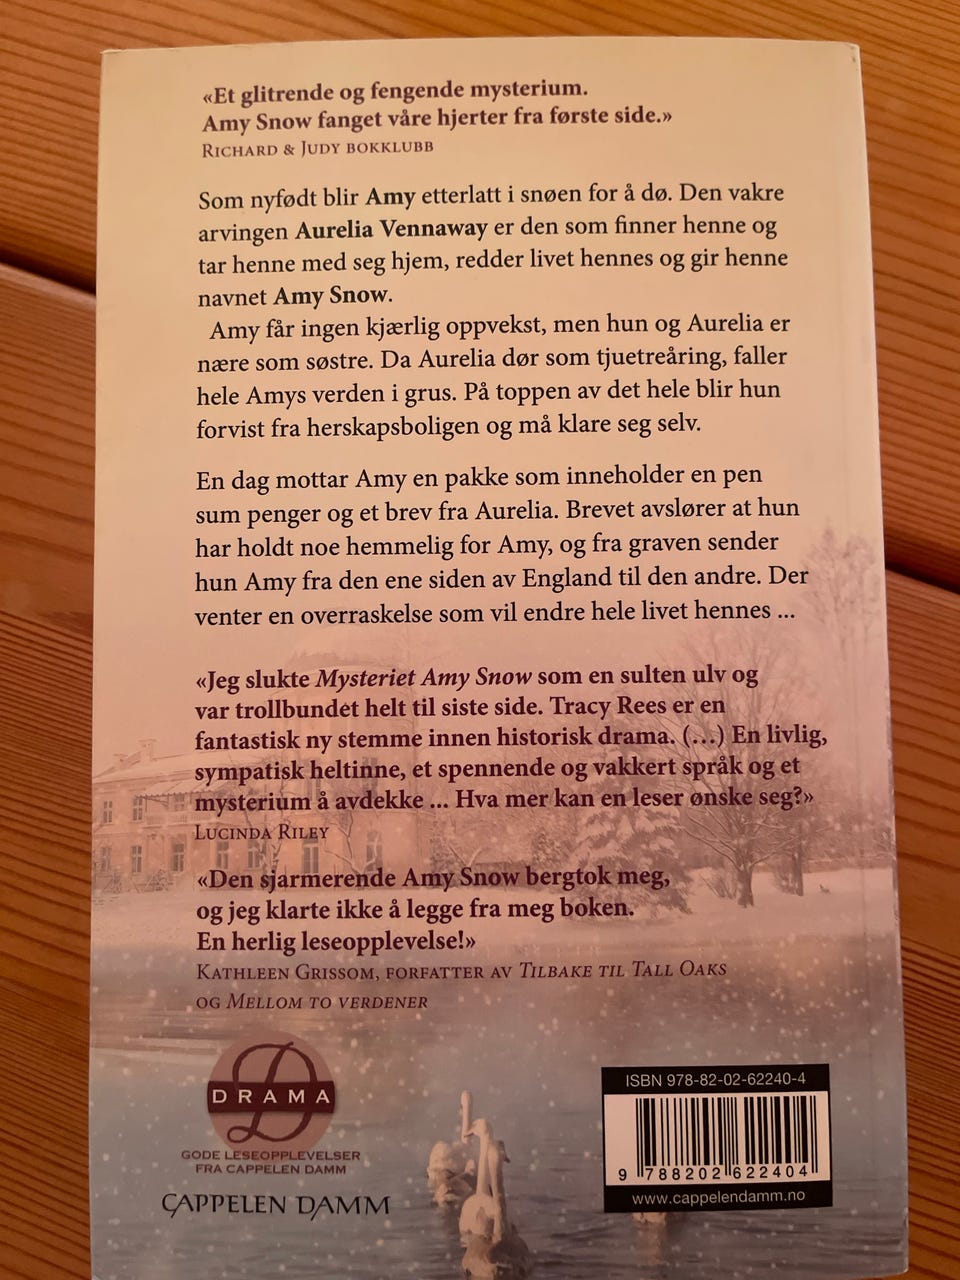 «Et glitrende og fengende mysterium.
Amy Snow fanget våre hjerter fra første side.»
RICHARD & JUDY BOKKLUBB
Som nyfødt blir Amy etterlatt i snøen for å dø. Den vakre
arvingen Aurelia Vennaway er den som finner henne og
tar henne med seg hjem, redder livet hennes og gir henne
navnet Amy Snow.
Amy får ingen kjærlig oppvekst, men hun og Aurelia er
nære som søstre. Da Aurelia dør som tjuetreåring, faller
hele Amys verden i grus. På toppen av det hele blir hun
forvist fra herskapsboligen og må klare seg selv.
En dag mottar Amy en pakke som inneholder en pen
sum penger og et brev fra Aurelia. Brevet avslører at hun
har holdt noe hemmelig for Amy, og fra graven sender
hun Amy fra den ene siden av England til den andre. Der
venter en overraskelse som vil endre hele livet hennes ...
«Jeg slukte Mysteriet Amy Snow som en sulten ulv og
var trollbundet helt til siste side. Tracy Rees er en
fantastisk ny stemme innen historisk drama. (…) En livlig,
sympatisk heltinne, et spennende og vakkert språk og et
mysterium å avdekke ... Hva mer kan en leser ønske seg?»
LUCINDA RILEY
«Den sjarmerende Amy Snow bergtok meg,
og jeg klarte ikke å legge fra meg boken.
En herlig leseopplevelse!»
KATHLEEN GRISSOM, FORFATTER AV TILBAKE TIL TALL OAKS
OG MELLOM TO VERDENER
D
DRAMA
GODE LESEOPPLEVELSER
FRA CAPPELEN DAMM
CAPPELEN DAMM
ISBN 978-82-02-62240-4
9 788202 622404
www.cappelendamm.no